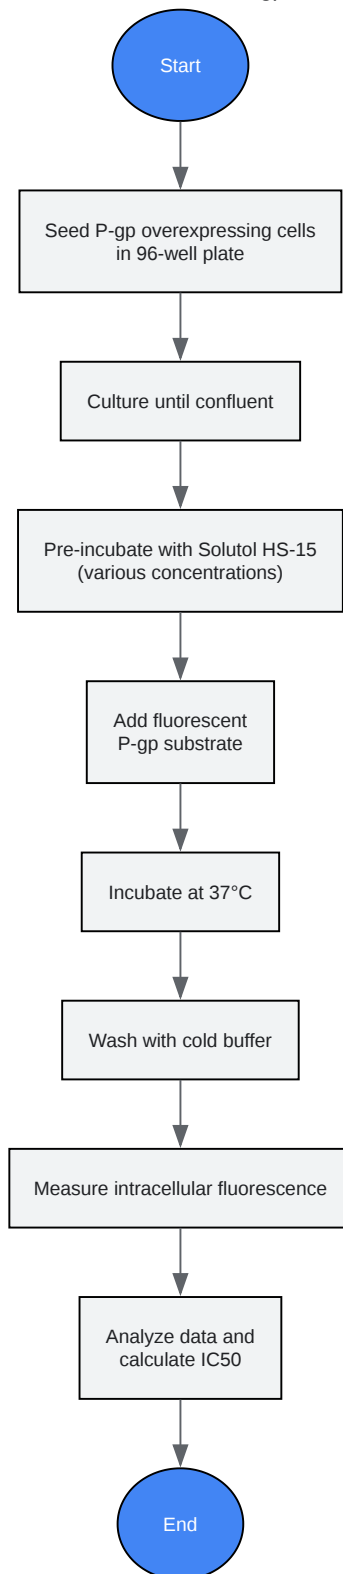 Start
Seed P-gp overexpressing cells
in 96-well plate
Culture until confluent
Pre-incubate with Solutol HS-15
(various concentrations)
Add fluorescent
P-gp substrate
Incubate at 37°C
Wash with cold buffer
Measure intracellular fluorescence
Analyze data and
calculate IC50
End